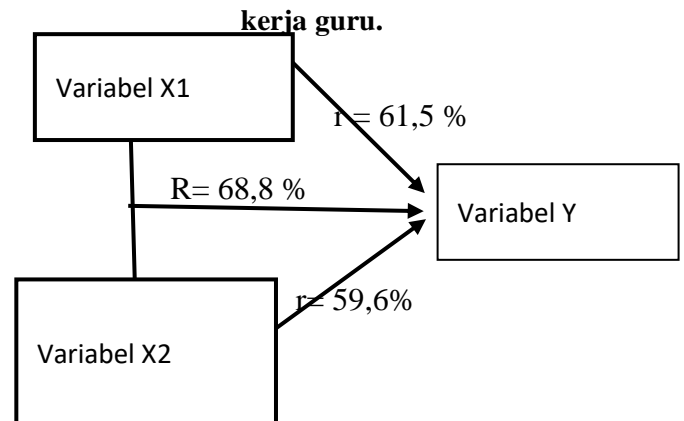 kerja guru.
Variabel X1
r = 61,5 %
R= 68,8 %
Variabel Y
r= 59,6%
Variabel X2